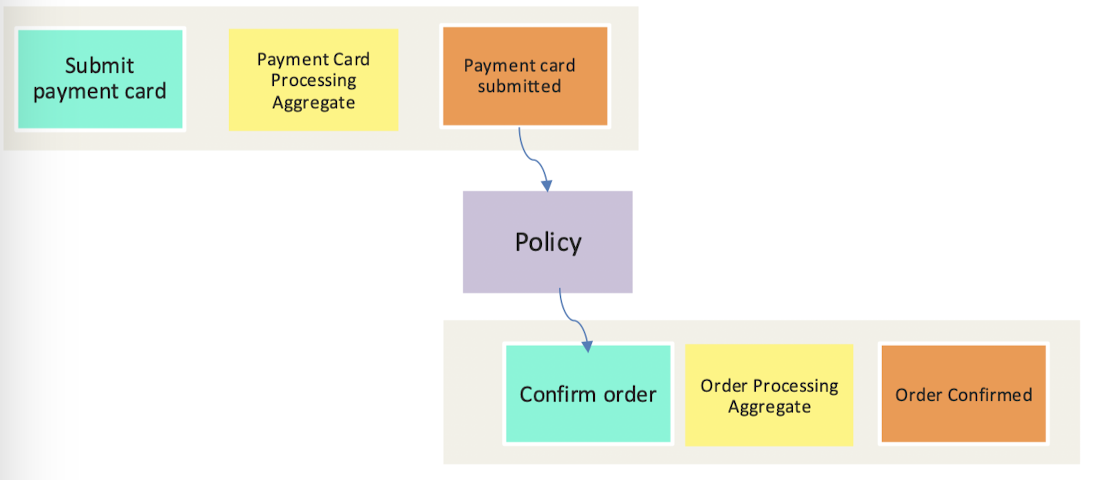 Submit
payment card
Payment Card
Processing
Aggregate
Payment card
submitted
Policy
Confirm order
Order Processing
Aggregate
Order Confirmed